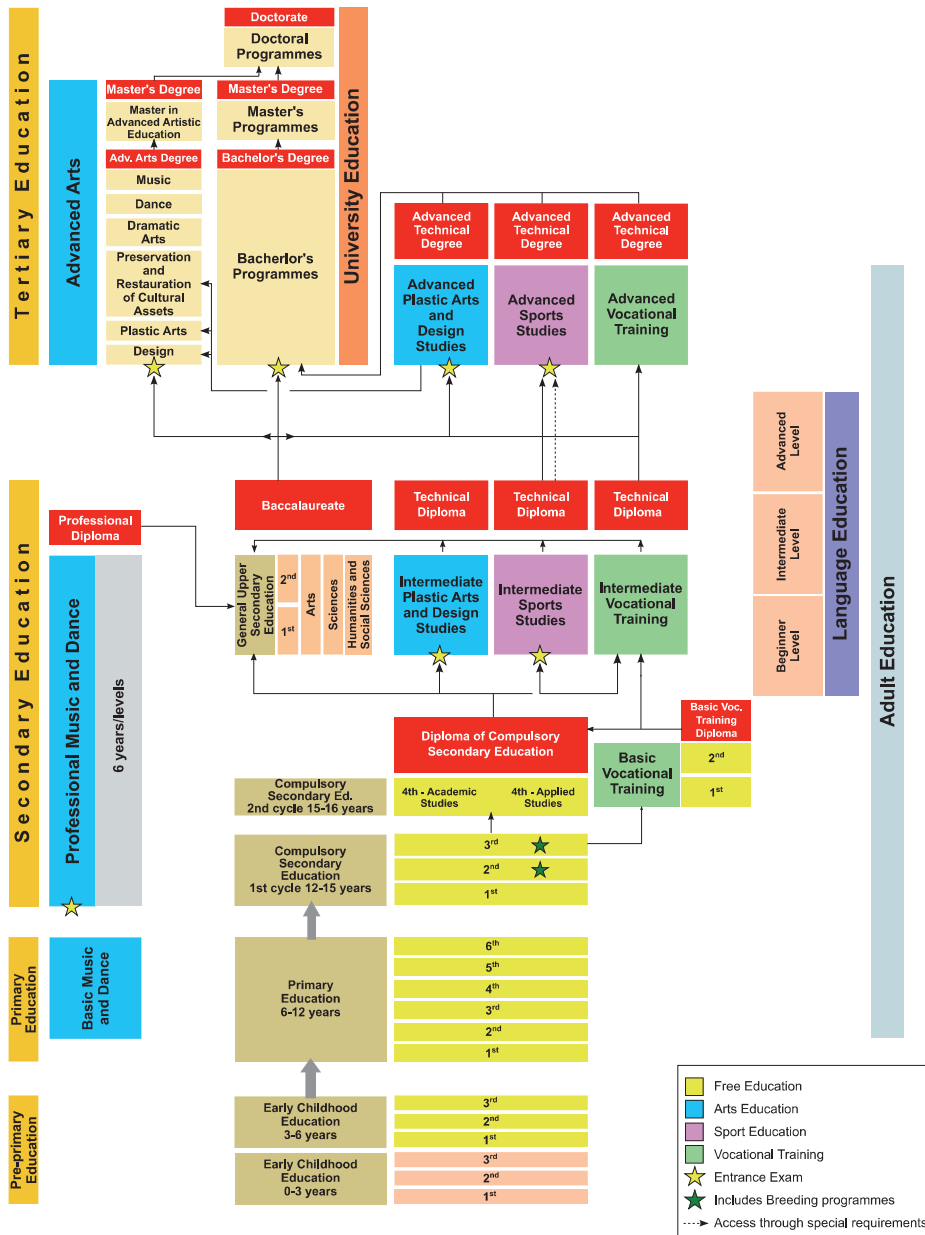 Tertiary Education
Advanced Arts
Doctorate
Doctoral
Programmes
University Education
Master's Degree
Master in
Advanced Artistic
Education
Master's Degree
Master's
Programmes
Adv. Arts Degree
Music
Dance
Dramatic
Arts
Preservation
and
Restauration
of Cultural
Assets
Plastic Arts
Design
Bachelor's Degree
Bacherlor's
Programmes
Advanced
Technical
Degree
Advanced
Technical
Degree
Advanced
Technical
Degree
Advanced
Plastic Arts
and
Design
Studies
Advanced
Sports
Studies
Advanced
Vocational
Training
Secondary Education
Professional
Diploma
Professional Music and Dance
6 years/levels
Baccalaureate
Technical
Diploma
Technical
Diploma
Technical
Diploma
General Upper
Secondary
Education
2nd
1st
Arts
Sciences
Humanities and
Social Sciences
Intermediate
Plastic Arts
and Design
Studies
Intermediate
Sports
Studies
Intermediate
Vocational
Training
Advanced
Level
Intermediate
Level
Beginner
Level
Language Education
Adult Education
Diploma of Compulsory
Secondary Education
Basic Voc.
Training
Diploma
Basic
Vocational
Training
2nd
1st
Compulsory
Secondary Ed.
2nd cycle 15-16 years
4th - Academic
Studies
4th - Applied
Studies
Compulsory
Secondary
Education
1st cycle 12-15 years
3rd
2nd
1st
Primary
Education
Basic Music
and Dance
Primary
Education
6-12 years
6th
5th
4th
3rd
2nd
1st
Pre-primary
Education
Early Childhood
Education
3-6 years
3rd
2nd
1st
Early Childhood
Education
0-3 years
3rd
2nd
1st
Free Education
Arts Education
Sport Education
Vocational Training
Entrance Exam
Includes Breeding programmes
Access through special requirements